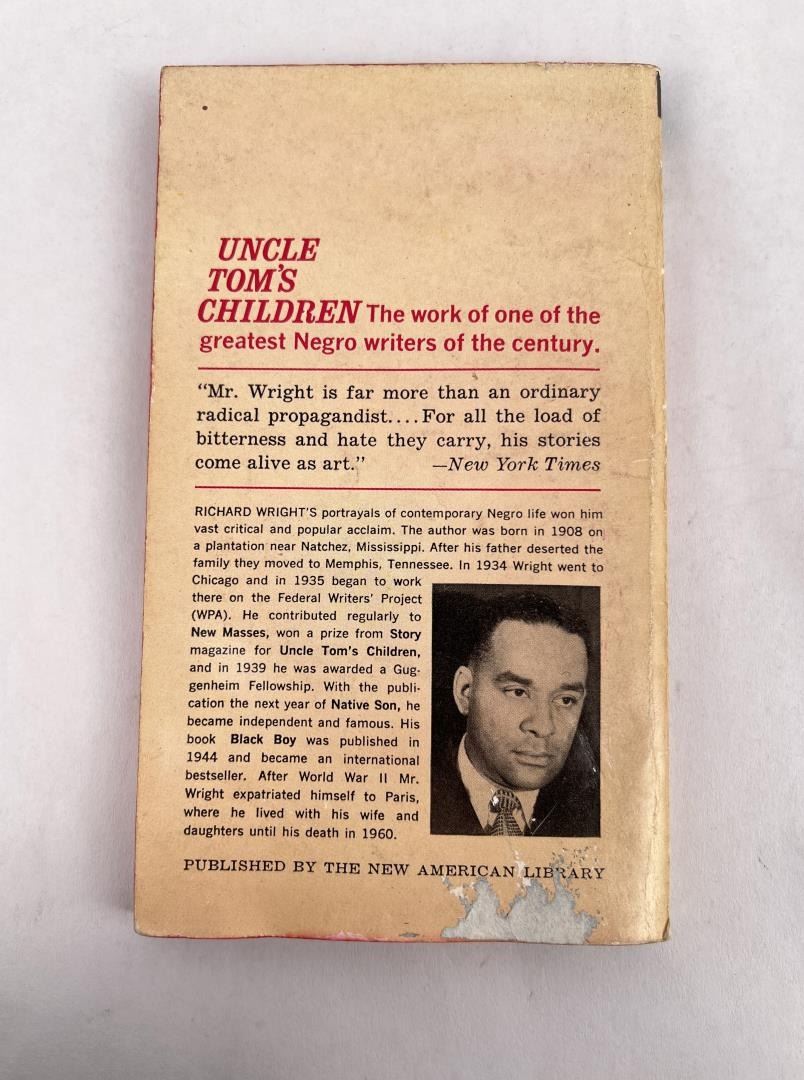 UNCLE
TOM'S
CHILDREN The work of one of the
greatest Negro writers of the century.
“Mr. Wright is far more than an ordinary
radical propagandist....For all the load of
bitterness and hate they carry, his stories
come alive as art.” —New York Times
RICHARD WRIGHT'S portrayals of contemporary Negro life won him
vast critical and popular acclaim. The author was born in 1908 on
a plantation near Natchez, Mississippi. After his father deserted the
family they moved to Memphis, Tennessee. In 1934 Wright went to
Chicago and in 1935 began to work
there on the Federal Writers' Project
(WPA). He contributed regularly to
New Masses, won a prize from Story
magazine for Uncle Tom's Children,
and in 1939 he was awarded a Gug-
genheim Fellowship. With the publi-
cation the next year of Native Son, he
became independent and famous. His
book Black Boy was published in
1944 and became an international
bestseller. After World War II Mr.
Wright expatriated himself to Paris,
where he lived with his wife and
daughters until his death in 1960.
PUBLISHED BY THE NEW AMERICAN LIBRARY